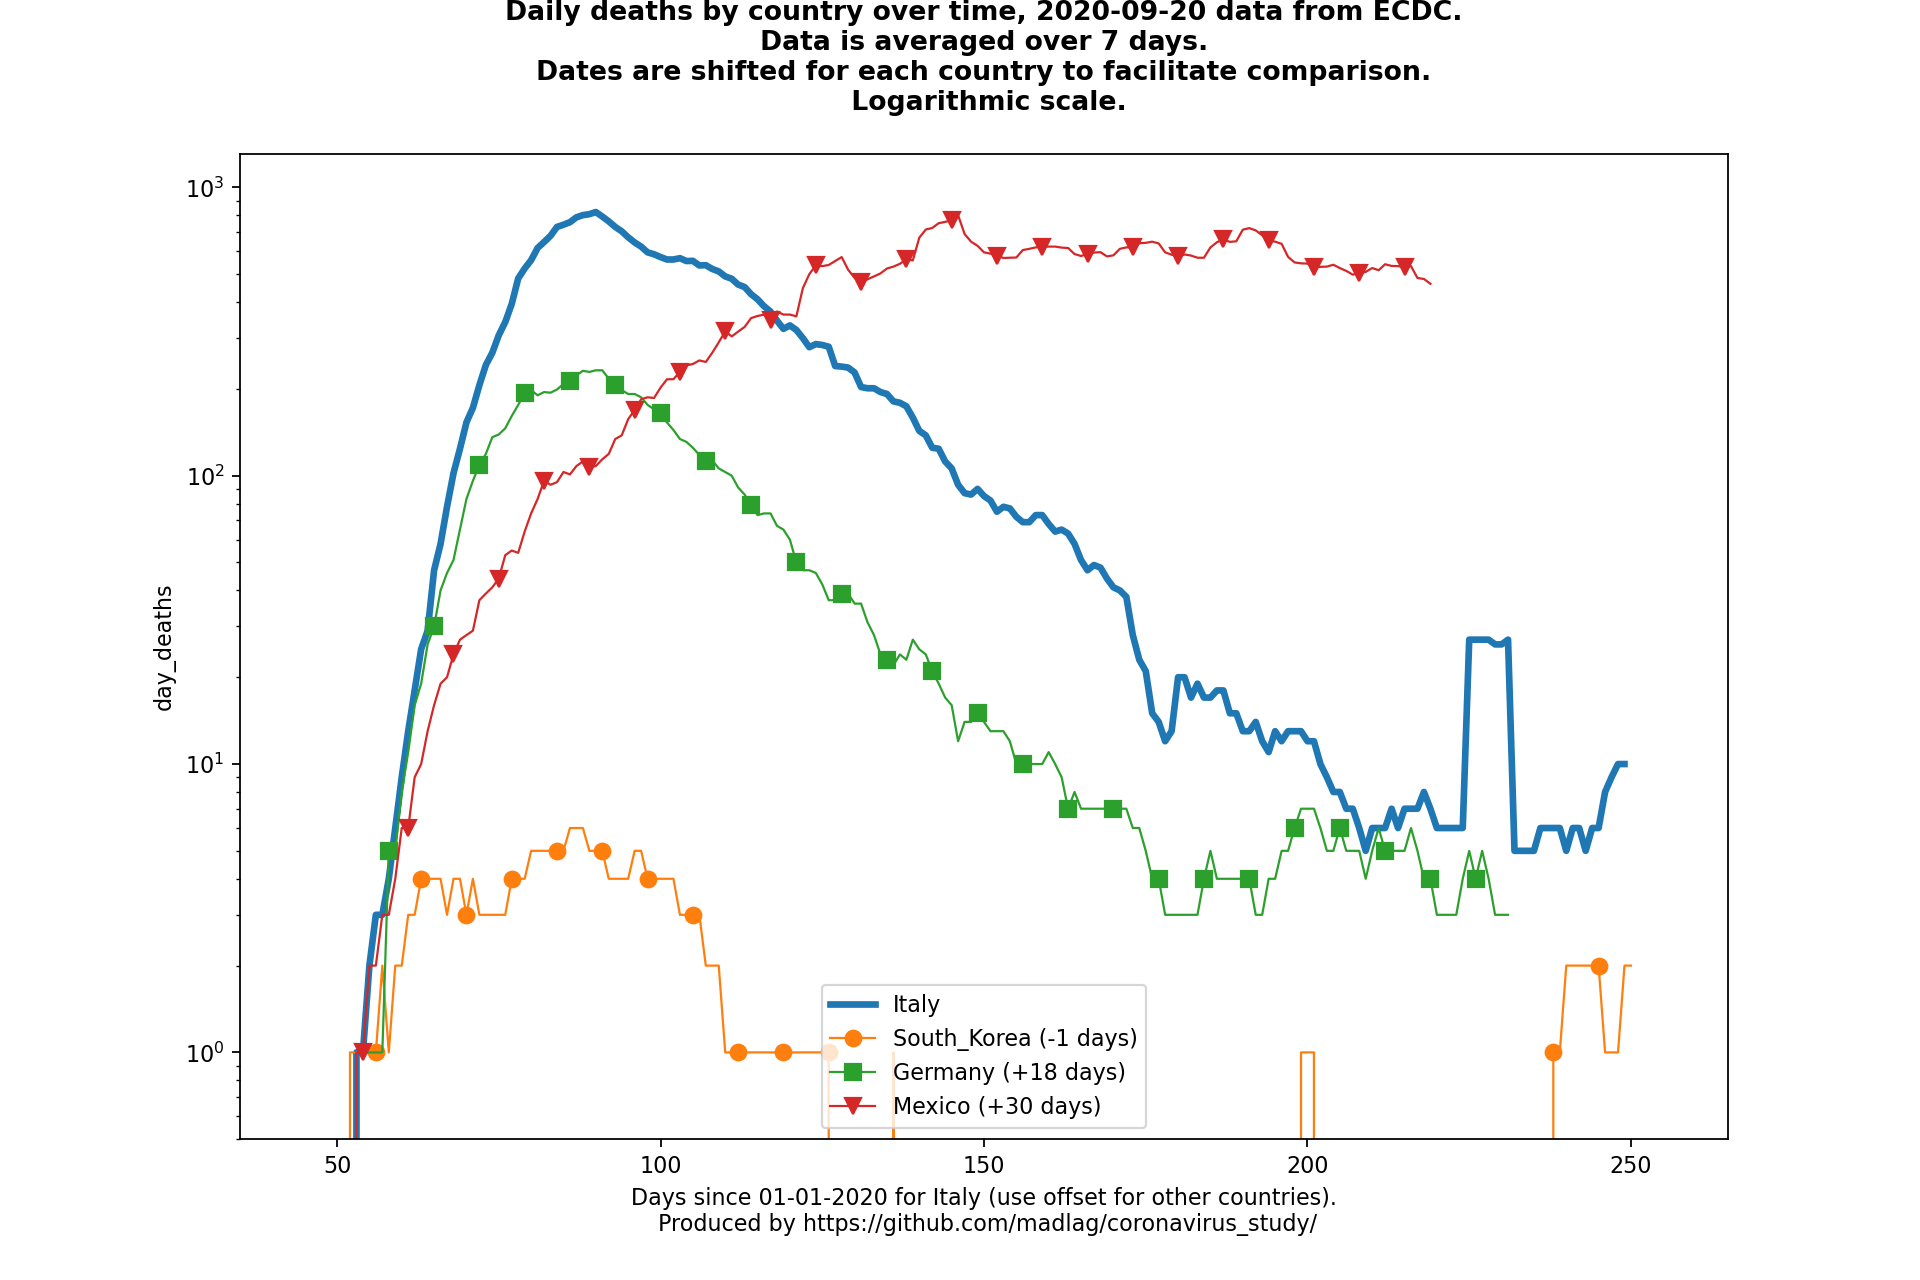 Daily deaths by country over time, 2020-09-20 data from ECDC.
Data is averaged over 7 days.
Dates are shifted for each country to facilitate comparison.
Logarithmic scale.
10³
10²
10¹
10⁰
day_deaths
Italy
South_Korea (-1 days)
Germany (+18 days)
Mexico (+30 days)
50 100 150 200 250
Days since 01-01-2020 for Italy (use offset for other countries).
Produced by https://github.com/madlag/coronavirus_study/